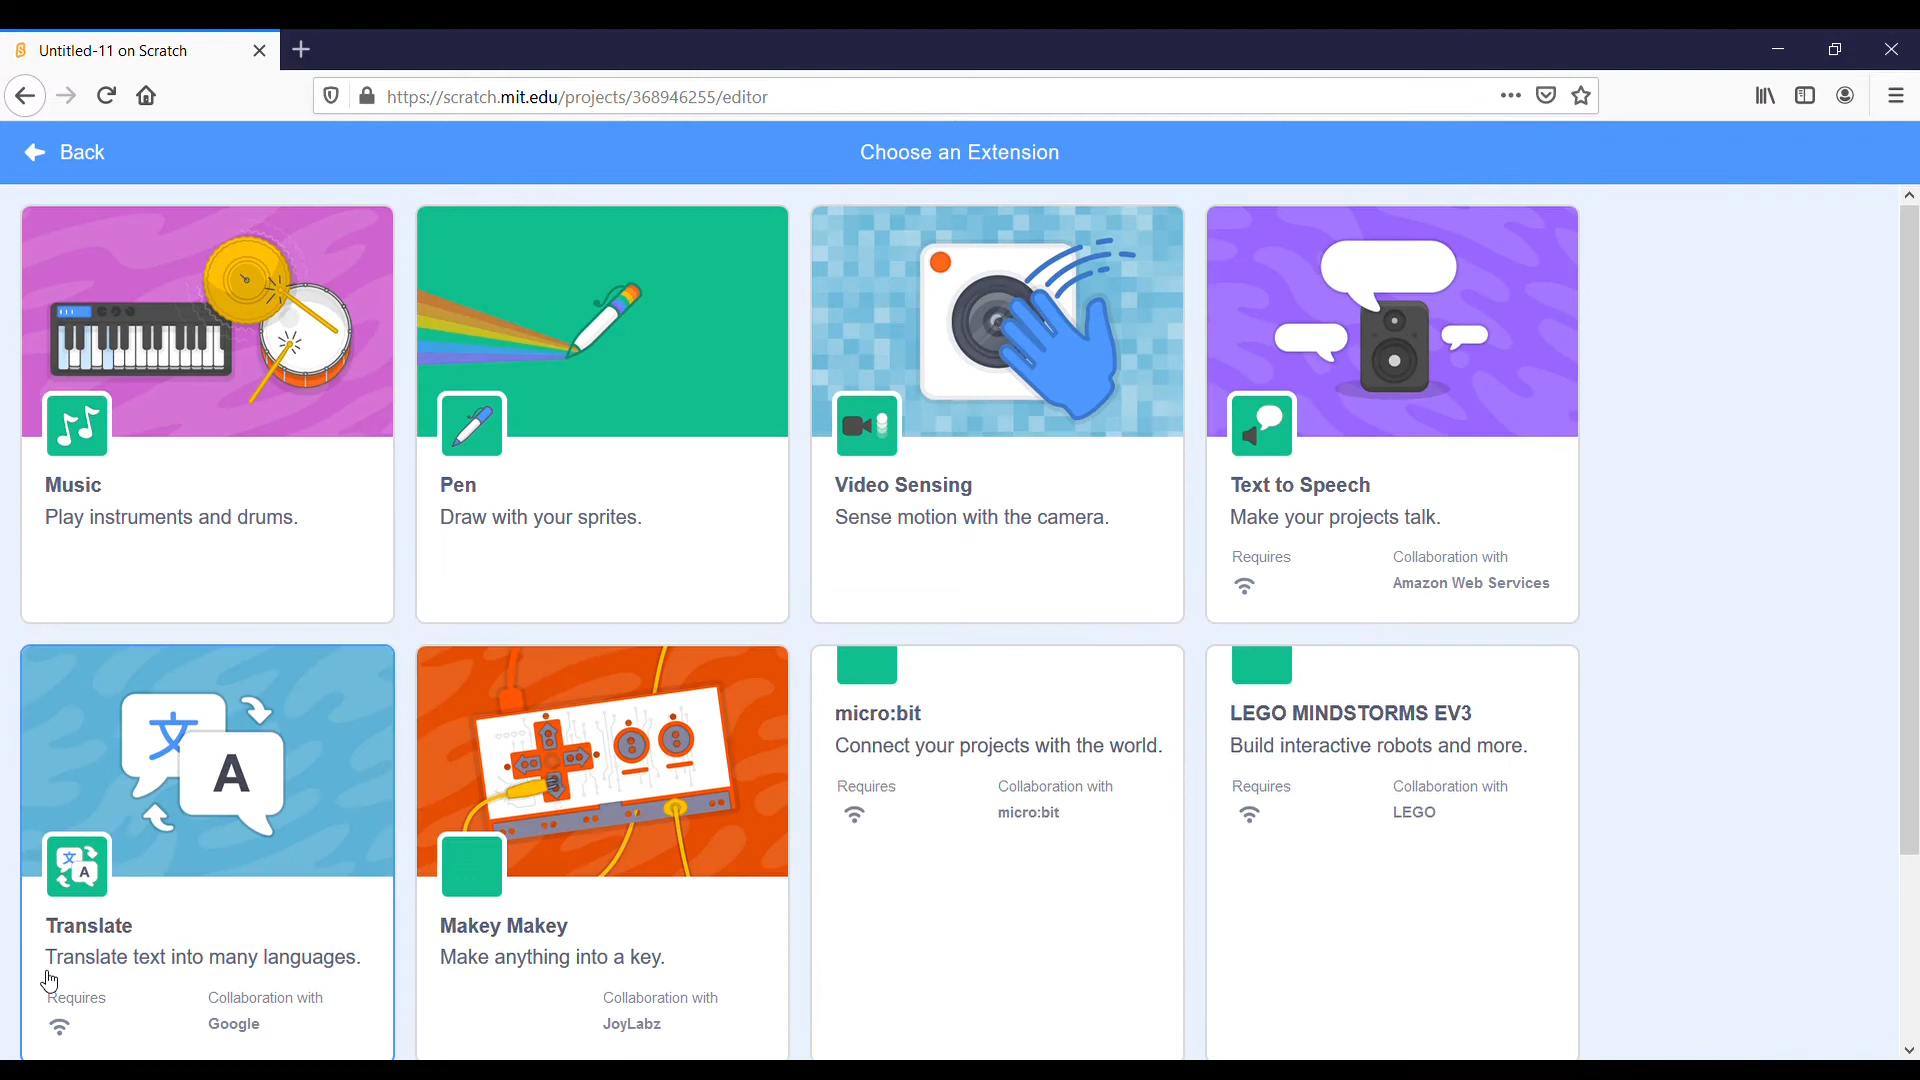 Untitled-11 on Scratch
https://scratch.mit.edu/projects/368946255/editor
Back
Choose an Extension
Music
Play instruments and drums.
Pen
Draw with your sprites.
Video Sensing
Sense motion with the camera.
Text to Speech
Make your projects talk.
Requires
Collaboration with
Amazon Web Services
文
A
文
A
Translate
Translate text into many languages.
Requires
Collaboration with
Google
Makey Makey
Make anything into a key.
Collaboration with
JoyLabz
micro:bit
Connect your projects with the world.
Requires
Collaboration with
micro:bit
LEGO MINDSTORMS EV3
Build interactive robots and more.
Requires
Collaboration with
LEGO